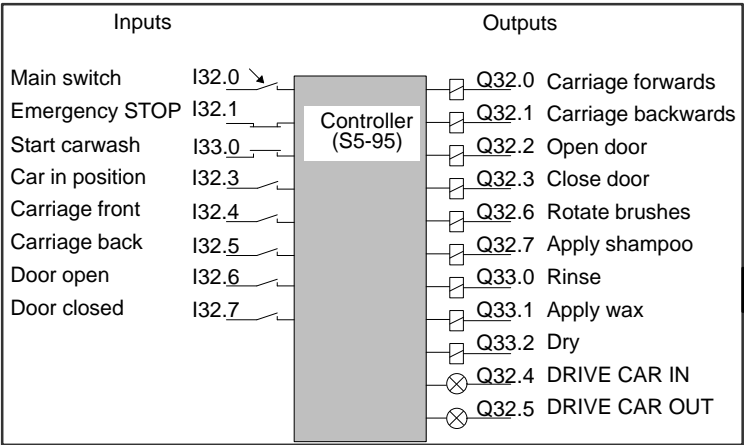 Inputs
Outputs
Main switch I32.0
Emergency STOP I32.1
Start carwash I33.0
Car in position I32.3
Carriage front I32.4
Carriage back I32.5
Door open I32.6
Door closed I32.7
Controller
(S5-95)
Q32.0 Carriage forwards
Q32.1 Carriage backwards
Q32.2 Open door
Q32.3 Close door
Q32.6 Rotate brushes
Q32.7 Apply shampoo
Q33.0 Rinse
Q33.1 Apply wax
Q33.2 Dry
Q32.4 DRIVE CAR IN
Q32.5 DRIVE CAR OUT